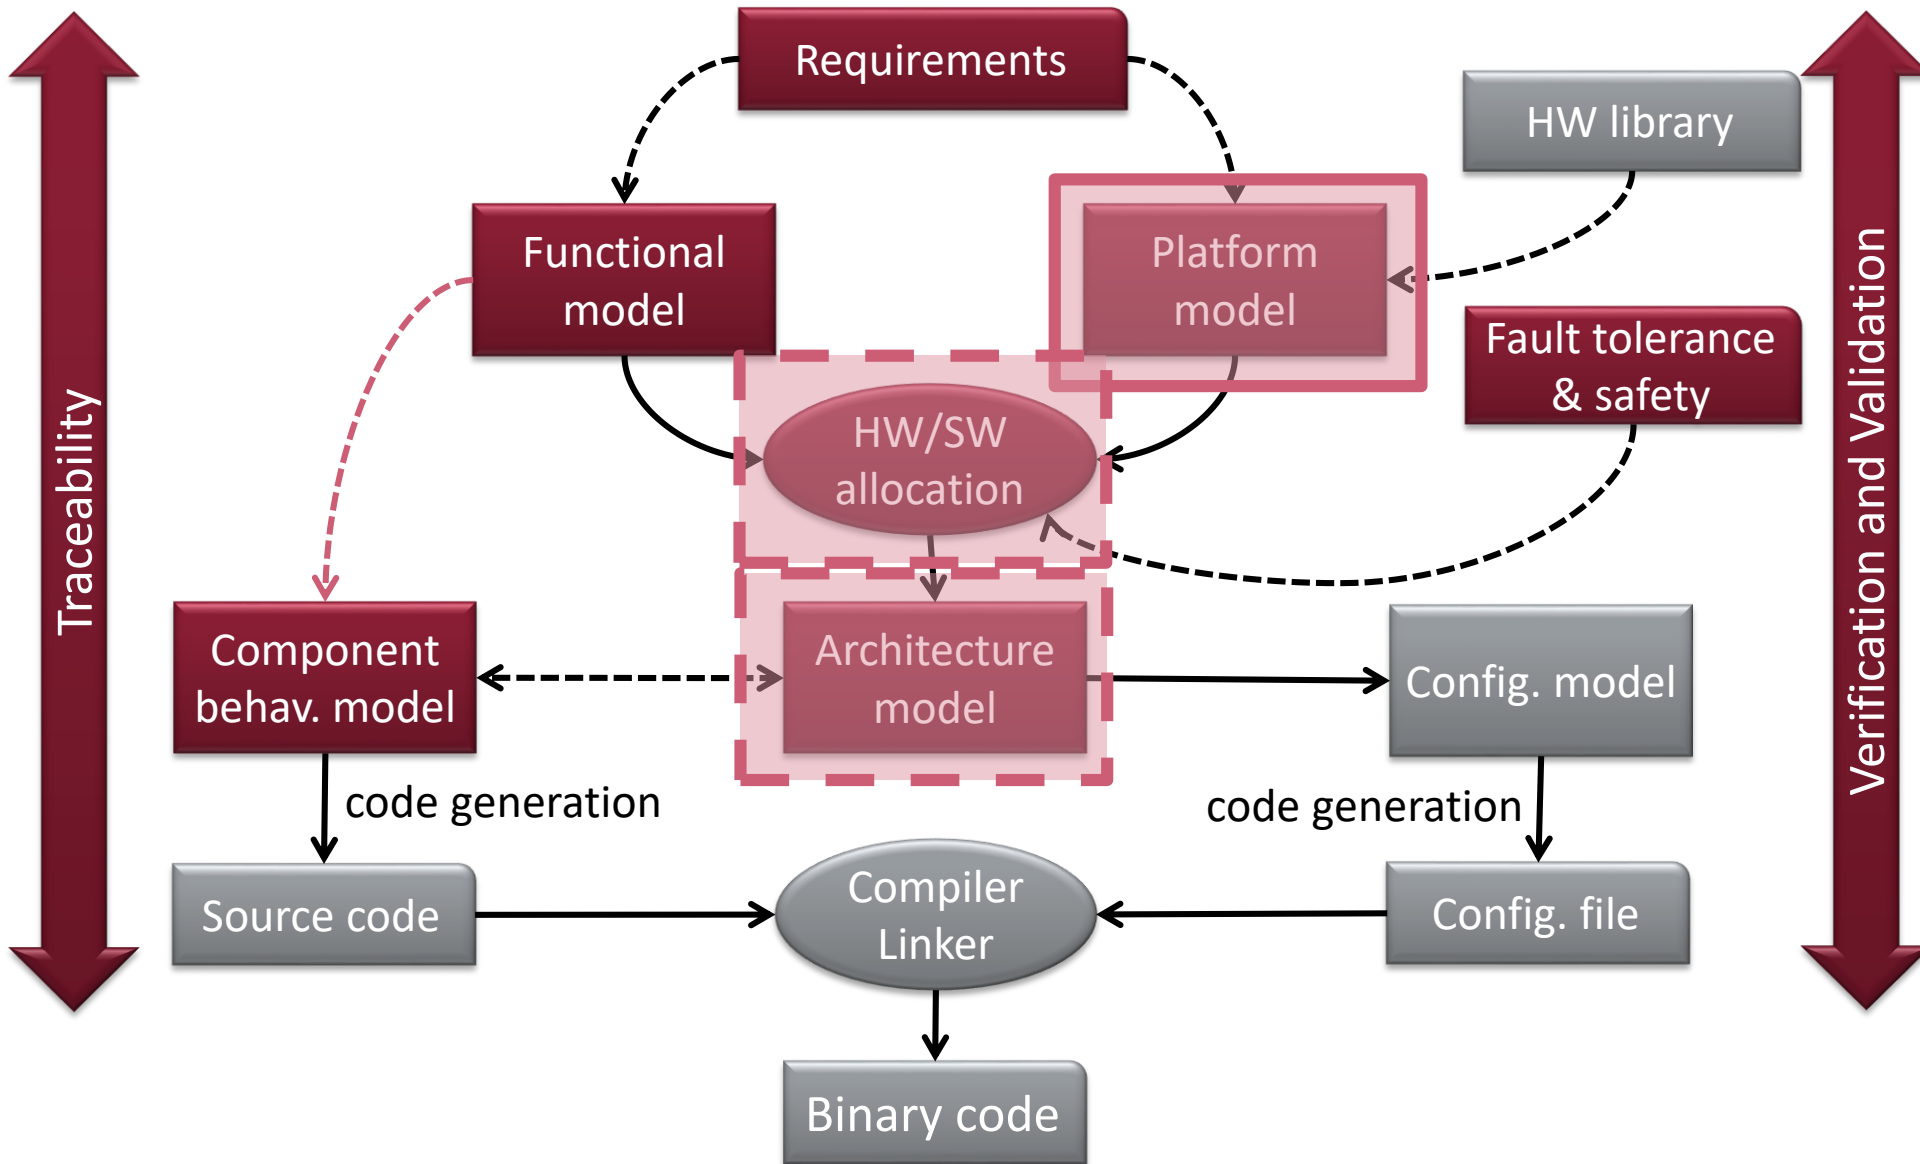 Requirements
HW library
Functional
model
Platform
model
Fault tolerance
& safety
HW/SW
allocation
Traceability
Verification and Validation
Component
behav. model
Architecture
model
Config. model
code generation
code generation
Source code
Compiler
Linker
Config. file
Binary code